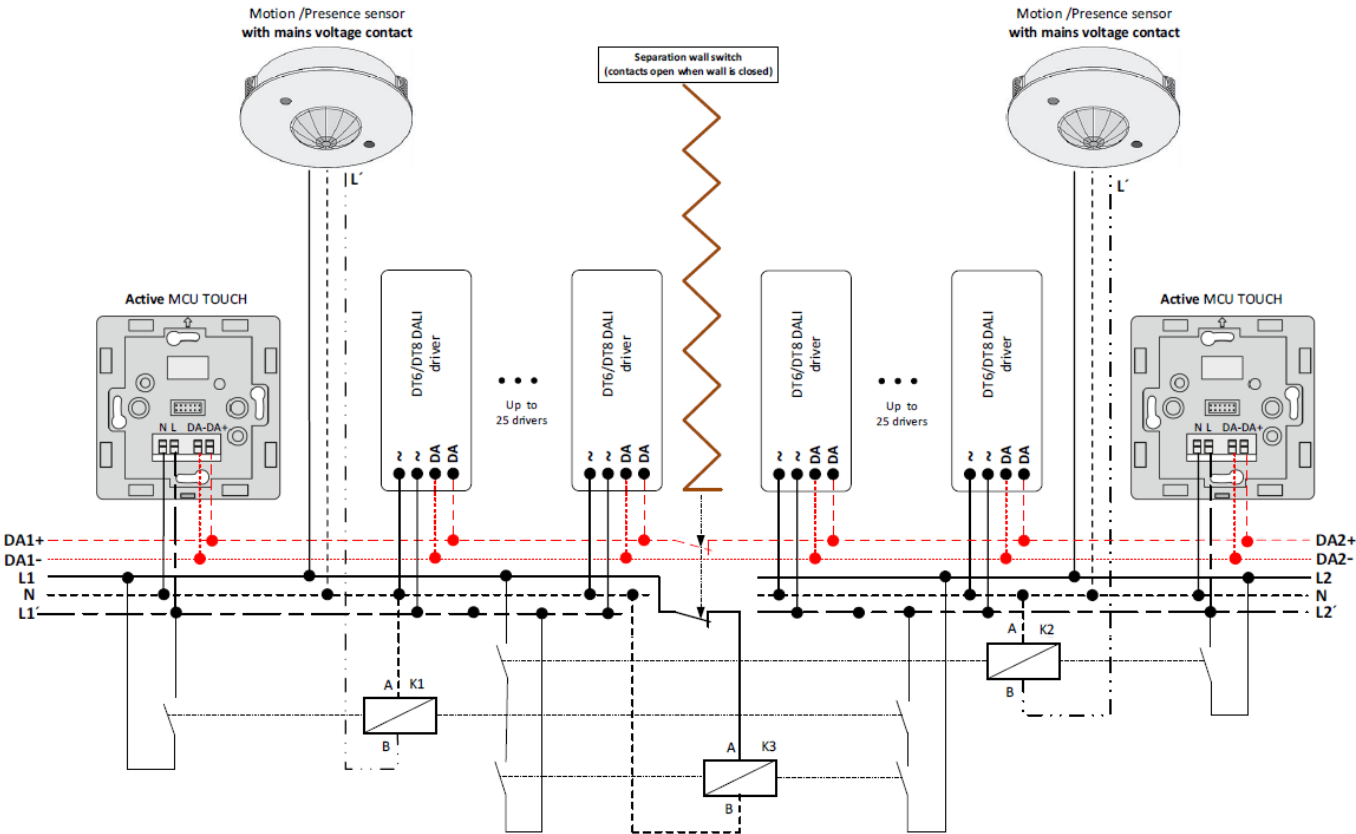 Motion /Presence sensor
with mains voltage contact
Motion /Presence sensor
with mains voltage contact
Separation wall switch
(contacts open when wall is closed)
L´
L´
Active MCU TOUCH
DT6/DT8 DALI
driver
Up to
25 drivers
DT6/DT8 DALI
driver
DT6/DT8 DALI
driver
Up to
25 drivers
DT6/DT8 DALI
driver
Active MCU TOUCH
N L DA-DA+
~ ~ DA DA
~ ~ DA DA
~ ~ DA DA
~ ~ DA DA
N L DA-DA+
DA1+
DA1-
L1
N
L1´
DA2+
DA2-
L2
N
L2´
A K2
B
A K1
B
A K3
B